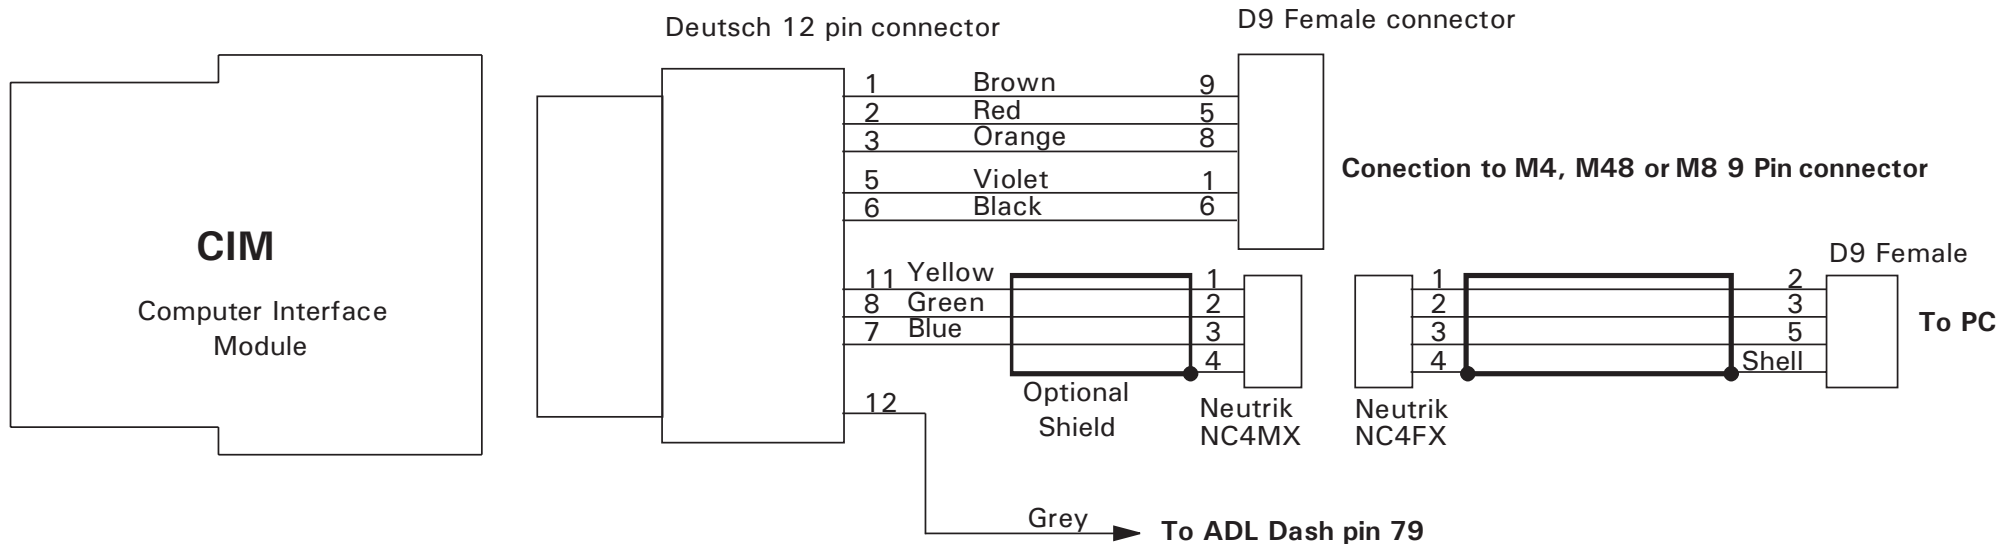 Deutsch 12 pin connector
D9 Female connector
1 Brown 9
2 Red 5
3 Orange 8
5 Violet 1
6 Black 6
Conection to M4, M48 or M8 9 Pin connector
CIM
Computer Interface
Module
11 Yellow 1
8 Green 2
7 Blue 3
4
Optional
Shield
Neutrik
NC4MX
12
Grey
To ADL Dash pin 79
D9 Female
1 2
2 3
3 5
4 Shell
To PC
Neutrik
NC4FX